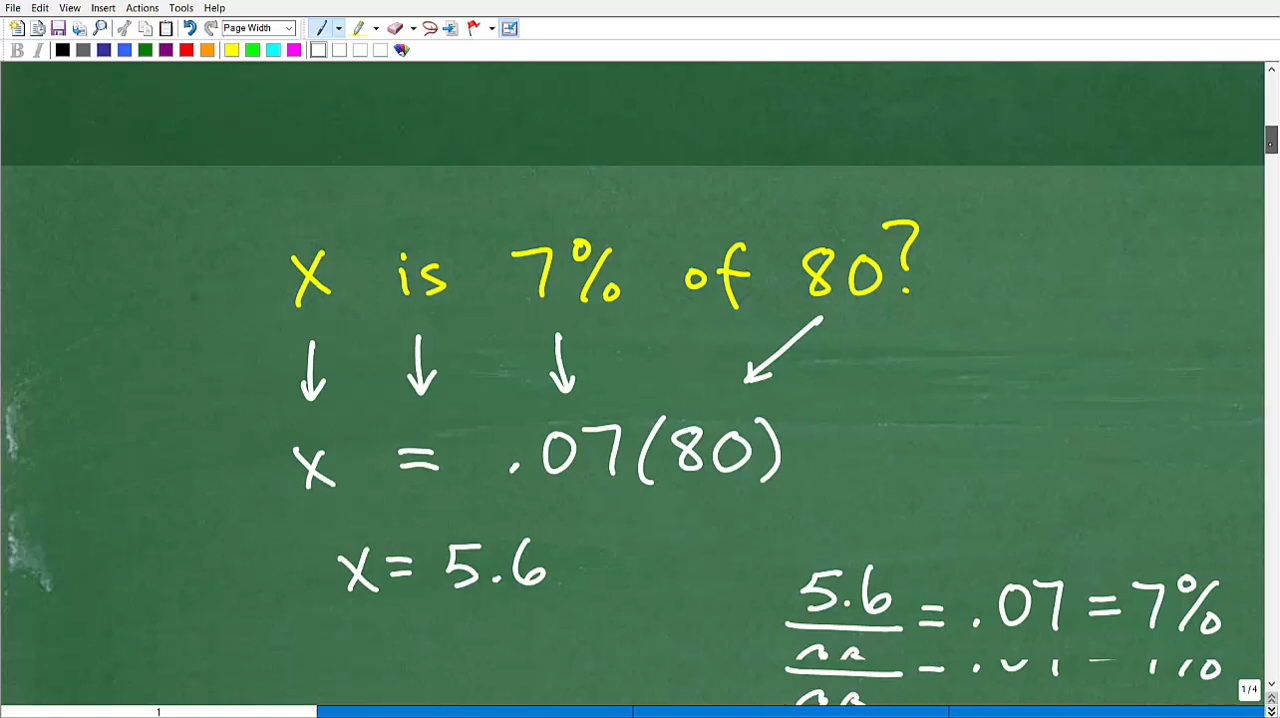 File Edit View Insert Actions Tools Help
Page Width
B I
X is 7% of 80?
x = .07(80)
x = 5.6
5.6 = .07 = 7%
1/4
1